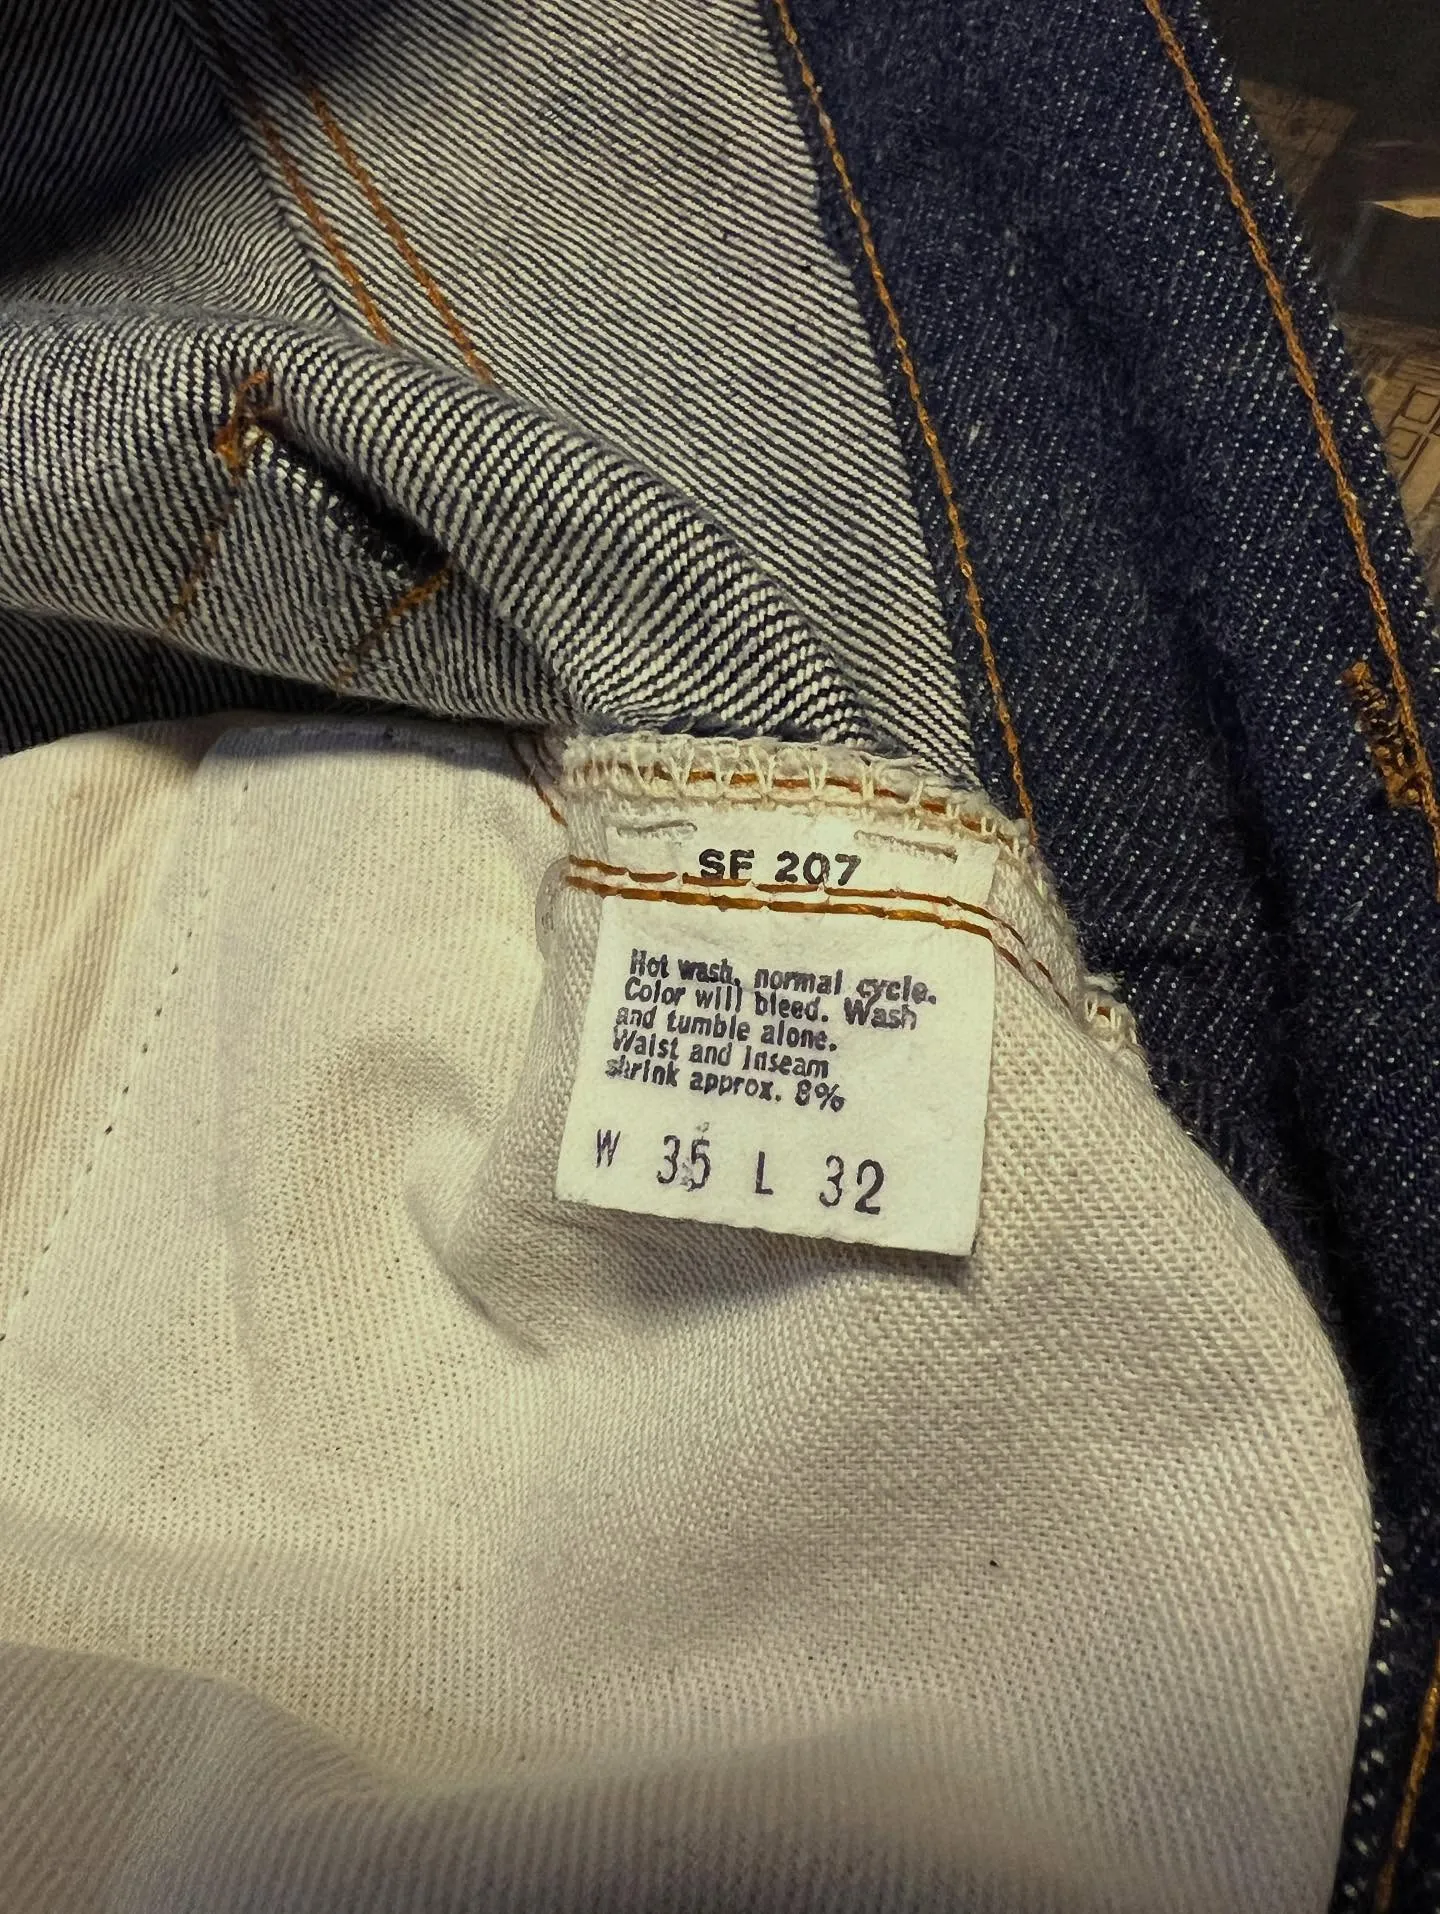 SF 207
Hot wash, normal cycle.
Color will bleed. Wash
and tumble alone.
Waist and Inseam
shrink approx. 8%
W 35 L 32